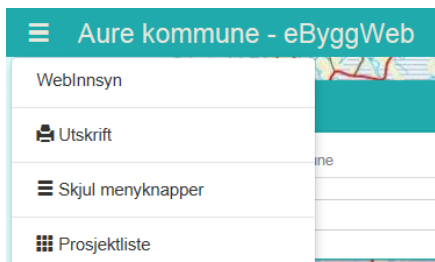 Aure kommune - eByggWeb
WebInnsyn
Utskrift
Skjul menyknapper
Prosjektliste